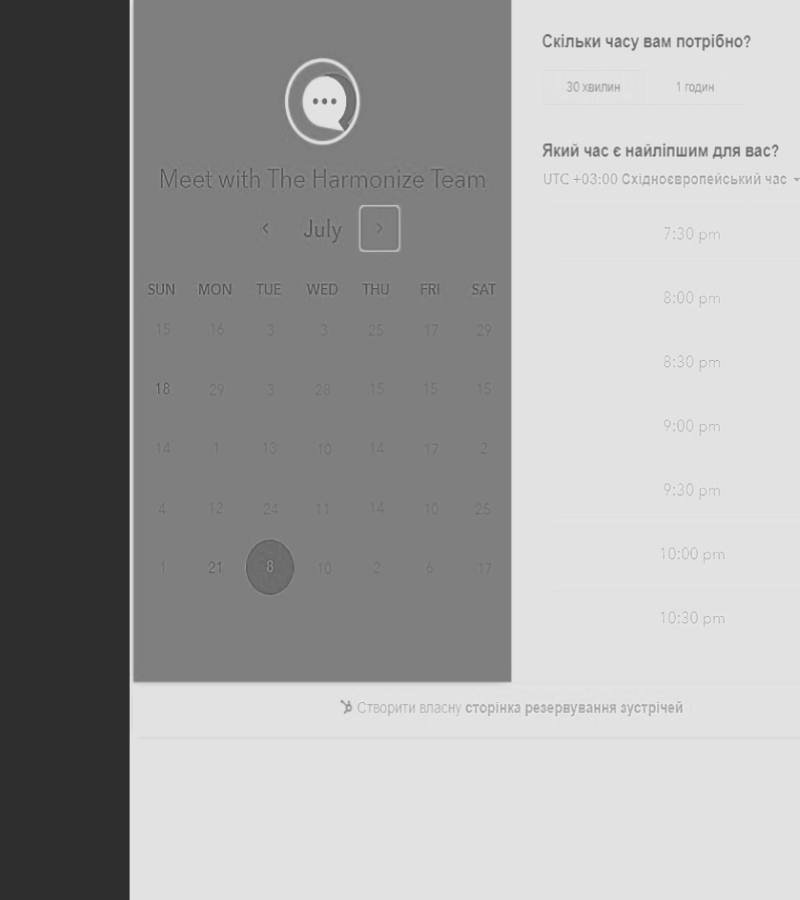 Meet with The Harmonize Team
July
SUN MON TUE WED THU FRI SAT
15 16 3 3 25 17 29
18 29 3 28 15 15 15
14 1 13 10 14 17 2
4 12 24 11 14 10 25
1 21 8 10 2 6 17
Скільки часу вам потрібно?
30 хвилин 1 годин
Який час є найліпшим для вас?
UTC +03:00 Східноєвропейський час
7:30 pm
8:00 pm
8:30 pm
9:00 pm
9:30 pm
10:00 pm
10:30 pm
Створити власну сторінка резервування зустрічей